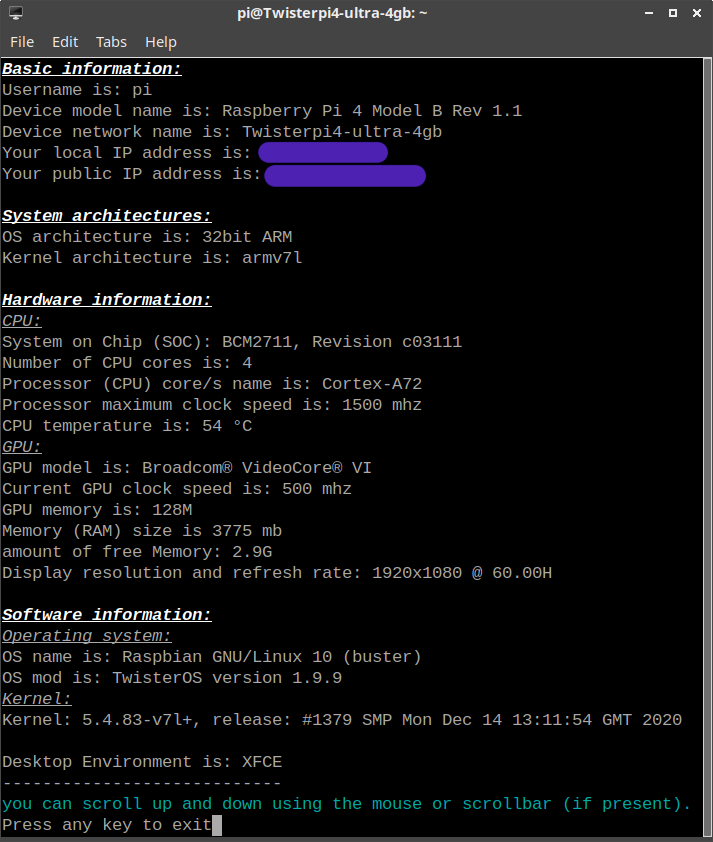 pi@Twisterpi4-ultra-4gb: ~
File Edit Tabs Help
Basic information:
Username is: pi
Device model name is: Raspberry Pi 4 Model B Rev 1.1
Device network name is: Twisterpi4-ultra-4gb
Your local IP address is:
Your public IP address is:
System architectures:
OS architecture is: 32bit ARM
Kernel architecture is: armv7l
Hardware information:
CPU:
System on Chip (SOC): BCM2711, Revision c03111
Number of CPU cores is: 4
Processor (CPU) core/s name is: Cortex-A72
Processor maximum clock speed is: 1500 mhz
CPU temperature is: 54 °C
GPU:
GPU model is: Broadcom® VideoCore® VI
Current GPU clock speed is: 500 mhz
GPU memory is: 128M
Memory (RAM) size is 3775 mb
amount of free Memory: 2.9G
Display resolution and refresh rate: 1920x1080 @ 60.00H
Software information:
Operating system:
OS name is: Raspbian GNU/Linux 10 (buster)
OS mod is: TwisterOS version 1.9.9
Kernel:
Kernel: 5.4.83-v7l+, release: #1379 SMP Mon Dec 14 13:11:54 GMT 2020
Desktop Environment is: XFCE
----------------------------
you can scroll up and down using the mouse or scrollbar (if present).
Press any key to exit